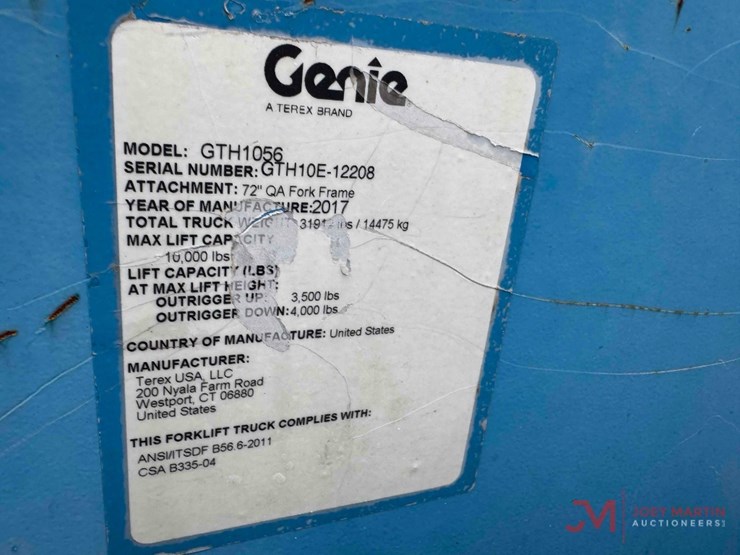 Genie
A TEREX BRAND
MODEL: GTH1056
SERIAL NUMBER: GTH10E-12208
ATTACHMENT: 72" QA Fork Frame
YEAR OF MANUFACTURE: 2017
TOTAL TRUCK WEIGHT: lbs / 14475 kg
MAX LIFT CAPACITY
10,000 lbs
LIFT CAPACITY (LBS)
AT MAX LIFT HEIGHT:
OUTRIGGER UP: 3,500 lbs
OUTRIGGER DOWN: 4,000 lbs
COUNTRY OF MANUFACTURE: United States
MANUFACTURER:
Terex USA, LLC
200 Nyala Farm Road
Westport, CT 06880
United States
THIS FORKLIFT TRUCK COMPLIES WITH:
ANSI/ITSDF B56.6-2011
CSA B335-04
JM JOEY MARTIN
AUCTIONEERS